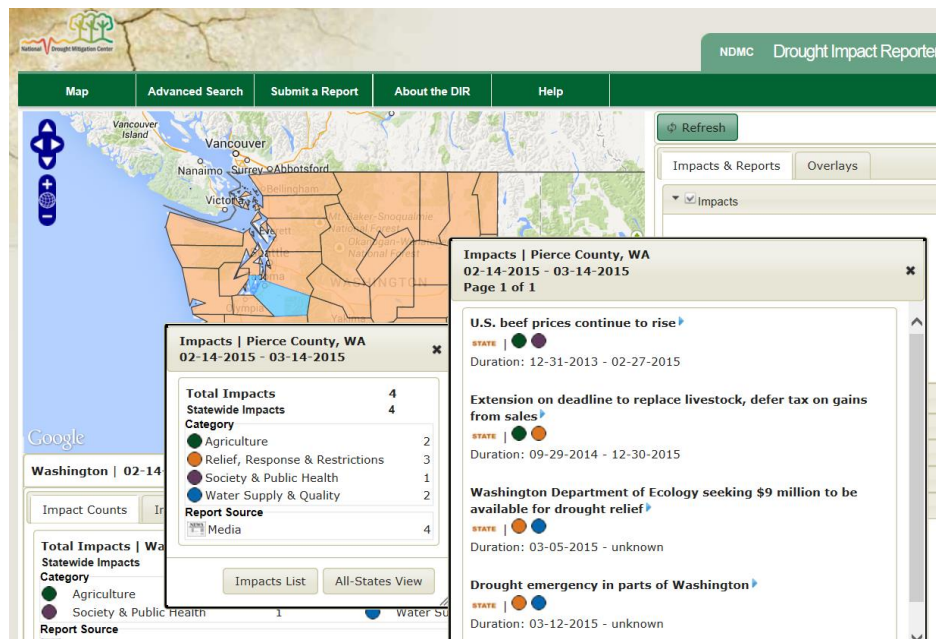 National Drought Mitigation Center
NDMC Drought Impact Reporter
Map Advanced Search Submit a Report About the DIR Help
Vancouver
Island
Vancouver
Nanaimo Surrey Abbotsford
Bellingham
Victoria
Mt Baker-Snoqualmie
National Forest
Everett
Okanogan-W
National Forest
Seattle
WASHINGTON
Olympia
Yakima
Google
Refresh
Impacts & Reports Overlays
Impacts
Impacts | Pierce County, WA
02-14-2015 - 03-14-2015
Page 1 of 1
U.S. beef prices continue to rise
STATE |
Duration: 12-31-2013 - 02-27-2015
Extension on deadline to replace livestock, defer tax on gains
from sales
STATE |
Duration: 09-29-2014 - 12-30-2015
Washington Department of Ecology seeking $9 million to be
available for drought relief
STATE |
Duration: 03-05-2015 - unknown
Drought emergency in parts of Washington
STATE |
Duration: 03-12-2015 - unknown
Impacts | Pierce County, WA
02-14-2015 - 03-14-2015
Total Impacts 4
Statewide Impacts 4
Category
Agriculture 2
Relief, Response & Restrictions 3
Society & Public Health 1
Water Supply & Quality 2
Report Source
NEWS Media 4
Impacts List All-States View
Washington | 02-14
Impact Counts
Total Impacts | Wa
Statewide Impacts
Category
Agriculture
Society & Public Health 1 Water Su
Report Source